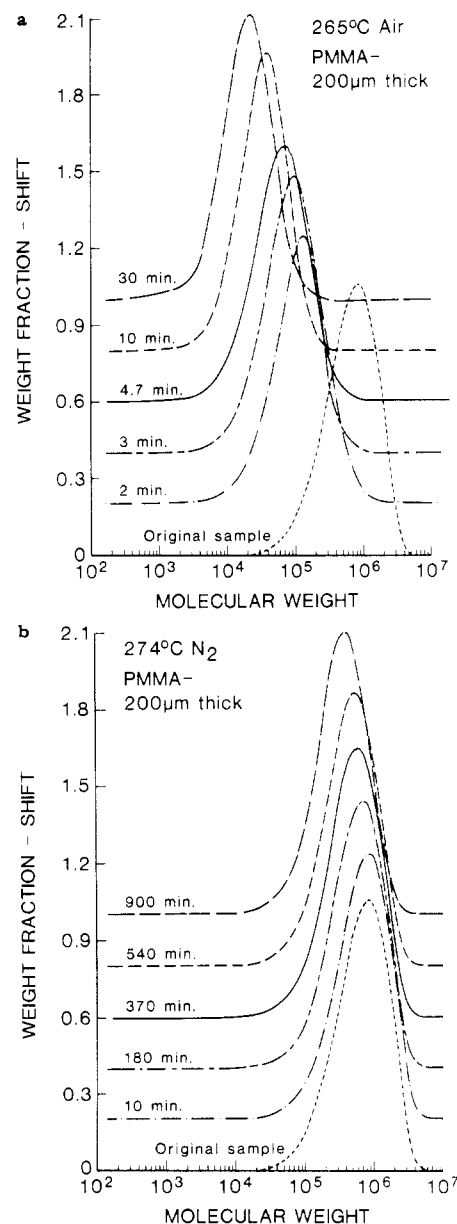 a
265°C Air
PMMA-
200μm thick
WEIGHT FRACTION - SHIFT
2.1
1.8
1.5
1.2
0.9
0.6
0.3
0
30 min.
10 min.
4.7 min.
3 min.
2 min.
Original sample
10² 10³ 10⁴ 10⁵ 10⁶ 10⁷
MOLECULAR WEIGHT
b
274°C N₂
PMMA-
200μm thick
WEIGHT FRACTION - SHIFT
2.1
1.8
1.5
1.2
0.9
0.6
0.3
0
900 min.
540 min.
370 min.
180 min.
10 min.
Original sample
10² 10³ 10⁴ 10⁵ 10⁶ 10⁷
MOLECULAR WEIGHT